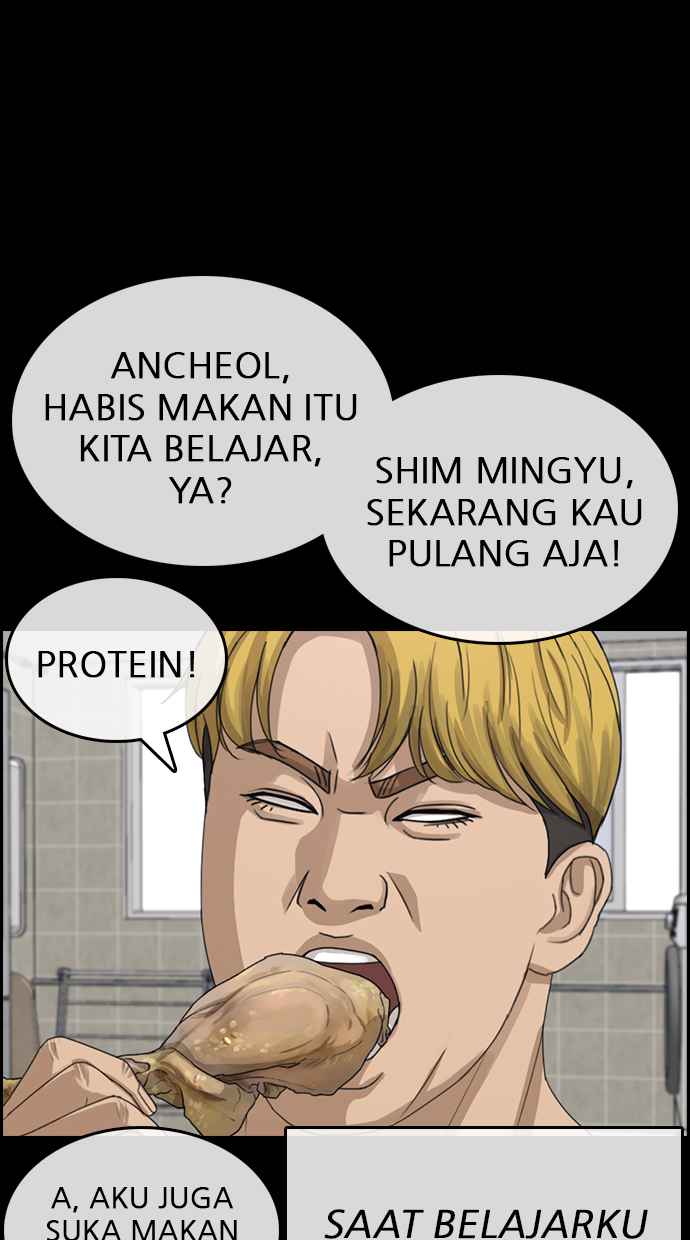 ANCHEOL,
HABIS MAKAN ITU
KITA BELAJAR,
YA?
SHIM MINGYU,
SEKARANG KAU
PULANG AJA!
PROTEIN!
A, AKU JUGA
SUKA MAKAN
SAAT BELAJARKU